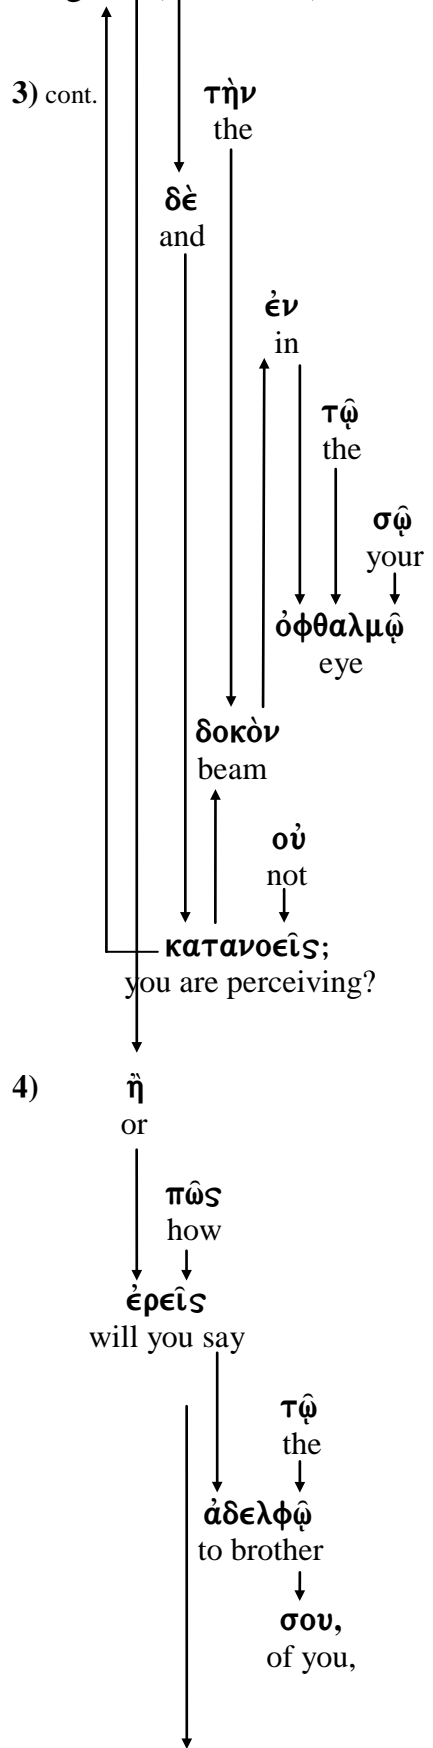 3) cont. τὴν
the
δὲ
and
ἐν
in
τῷ
the
σῷ
your
ὀφθαλμῷ
eye
δοκὸν
beam
οὐ
not
κατανοεῖς;
you are perceiving?
4) ἢ
or
πῶς
how
ἐρεῖς
will you say
τῷ
the
ἀδελφῷ
to brother
σου,
of you,